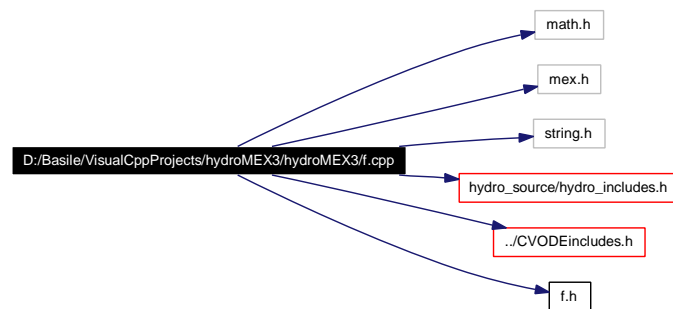 math.h
mex.h
string.h
D:/Basile/VisualCppProjects/hydroMEX3/hydroMEX3/f.cpp
hydro_source/hydro_includes.h
../CVODEincludes.h
f.h